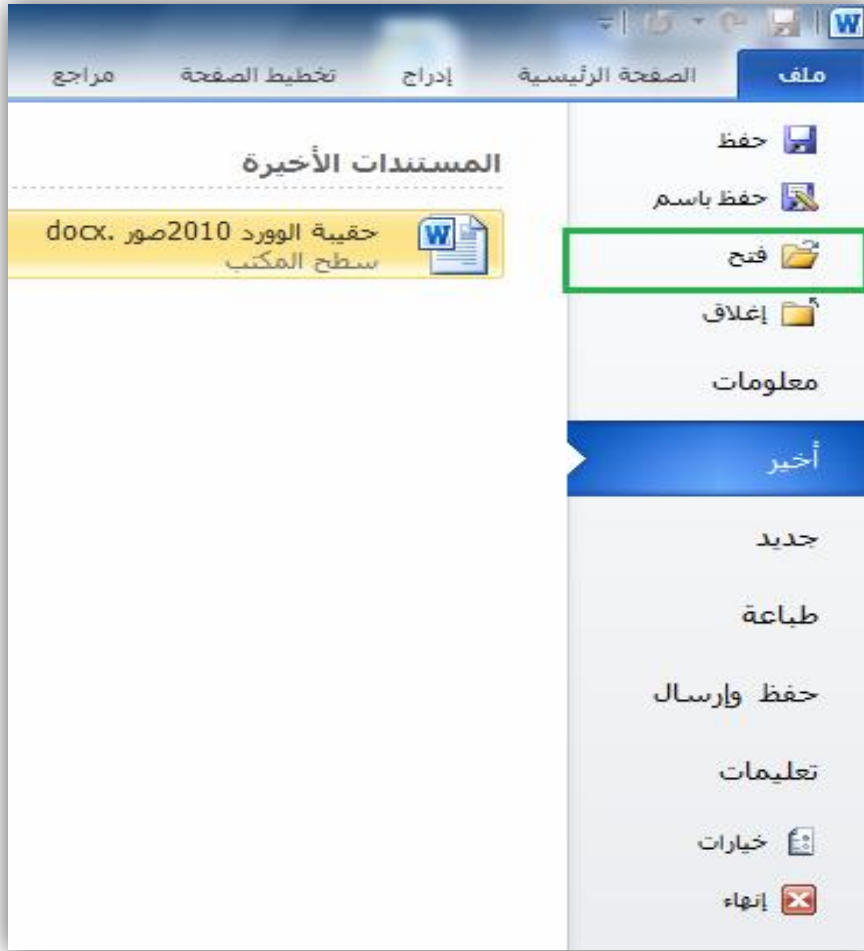 W
ملف الصفحة الرئيسية إدراج تخطيط الصفحة مراجع
حفظ
حفظ باسم
فتح
إغلاق
معلومات
أخير
جديد
طباعة
حفظ وإرسال
تعليمات
خيارات
إنهاء
المستندات الأخيرة
حقيبة الوورد 2010صور .docx
سطح المكتب